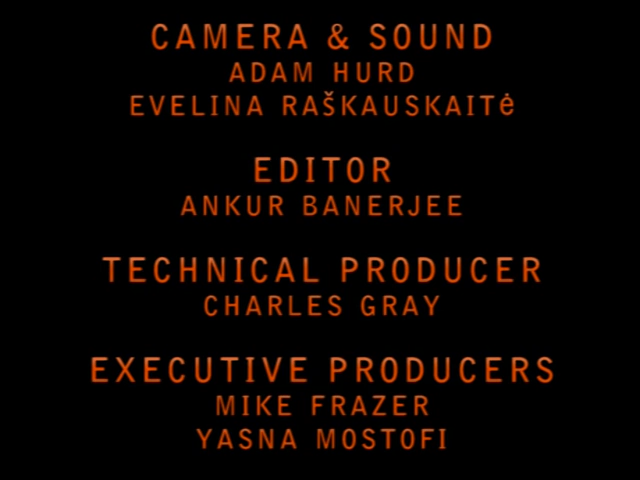 CAMERA & SOUND
ADAM HURD
EVELINA RAŠKAUSKAITė
EDITOR
ANKUR BANERJEE
TECHNICAL PRODUCER
CHARLES GRAY
EXECUTIVE PRODUCERS
MIKE FRAZER
YASNA MOSTOFI